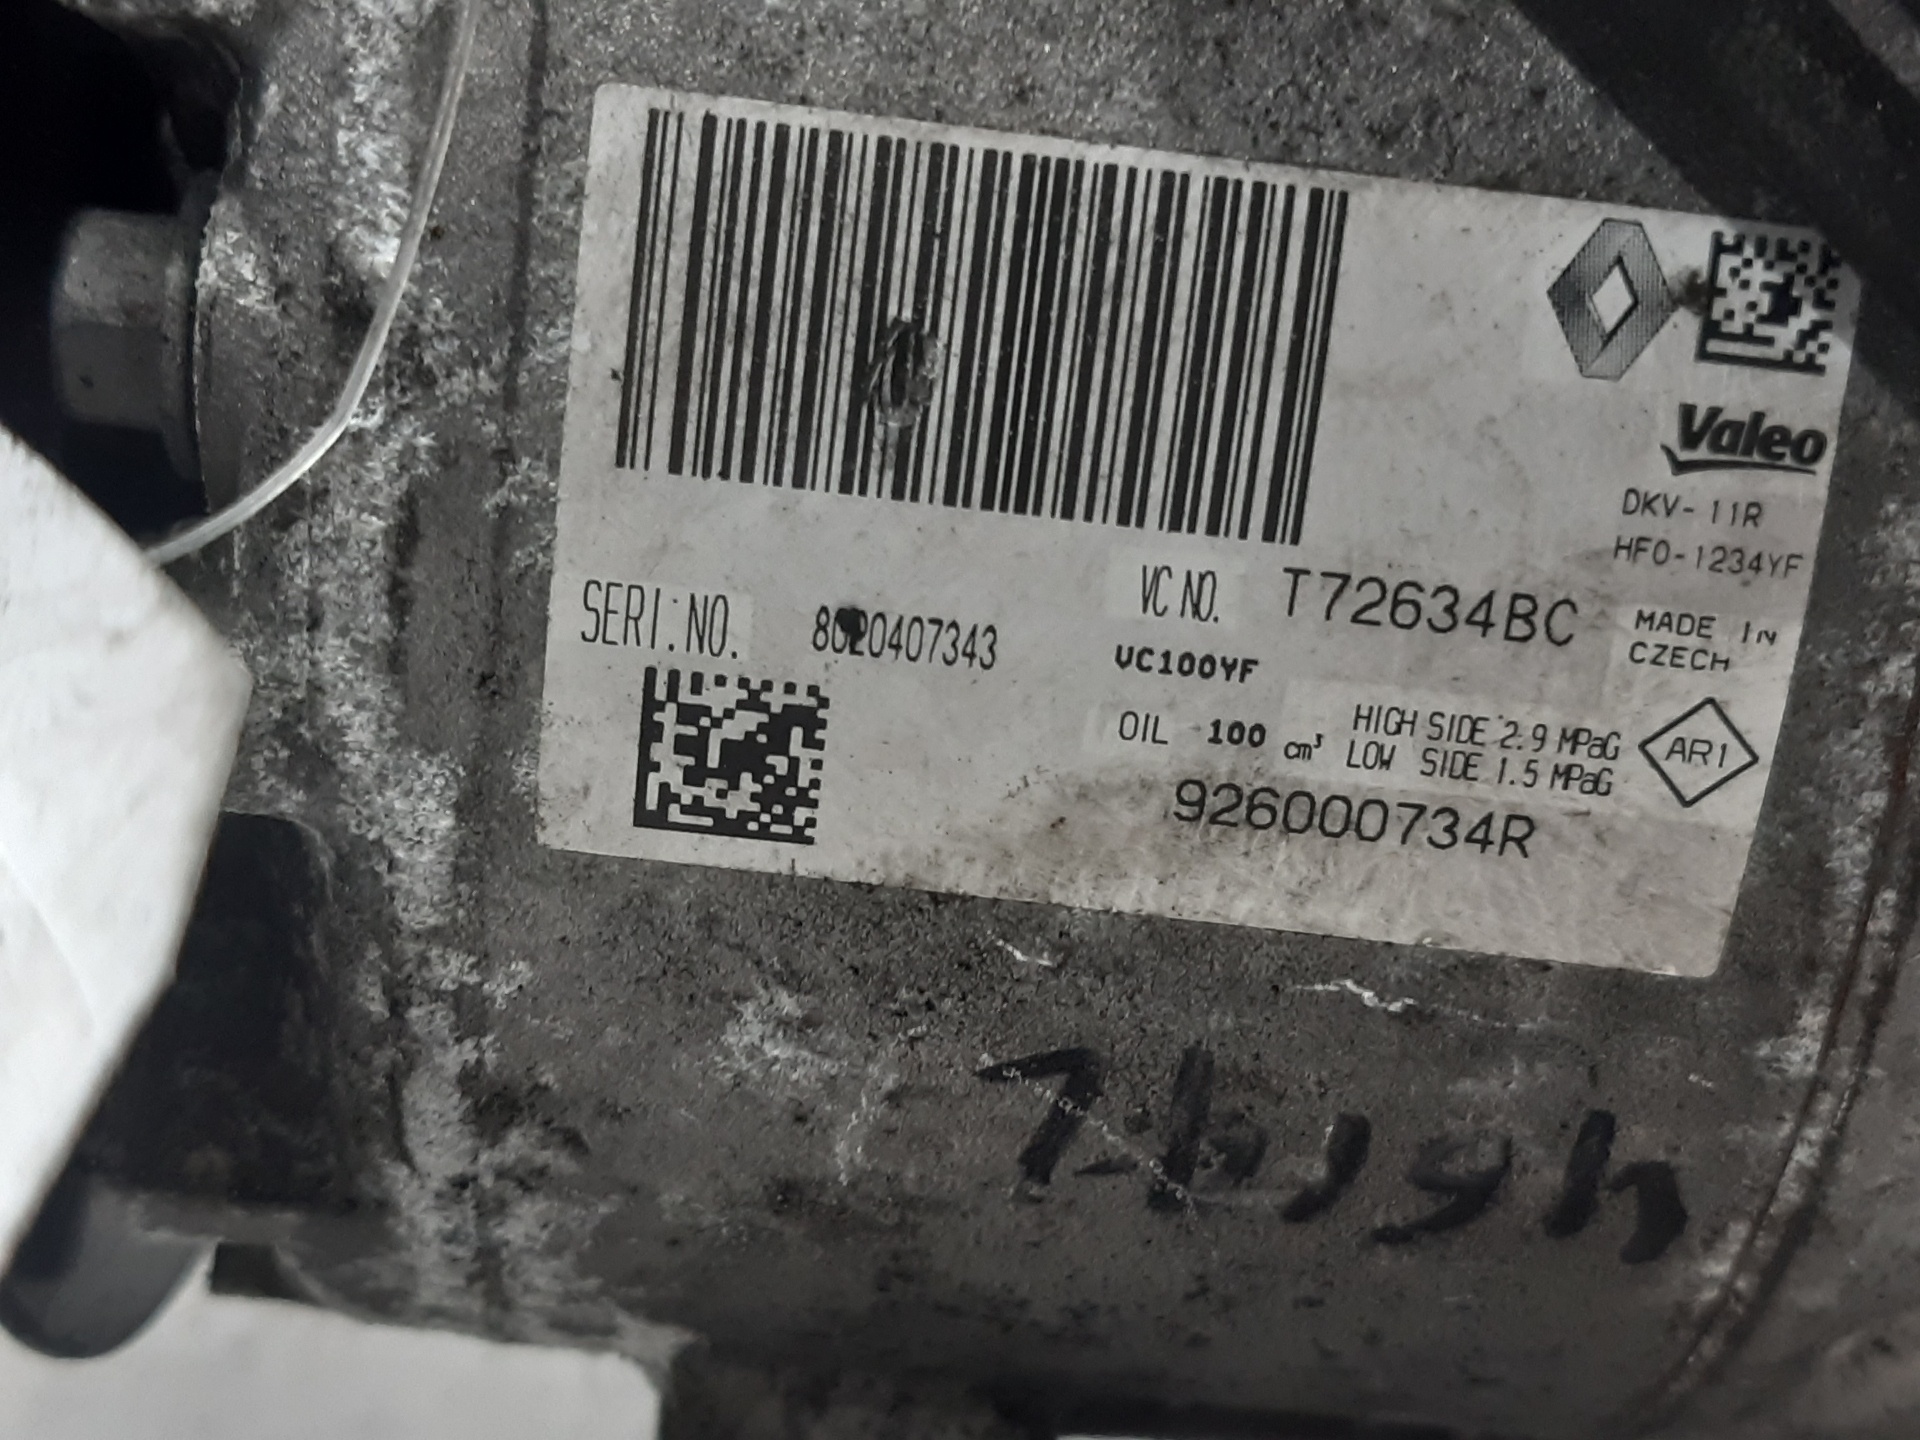 Valeo
DKV-11R
HFO-1234YF
SERI.NO.
VC NO. T72634BC
MADE IN
CZECH
VC100YF
OIL 100 cm³
HIGH SIDE 2.9 MPaG
LOW SIDE 1.5 MPaG
AR1
926000734R